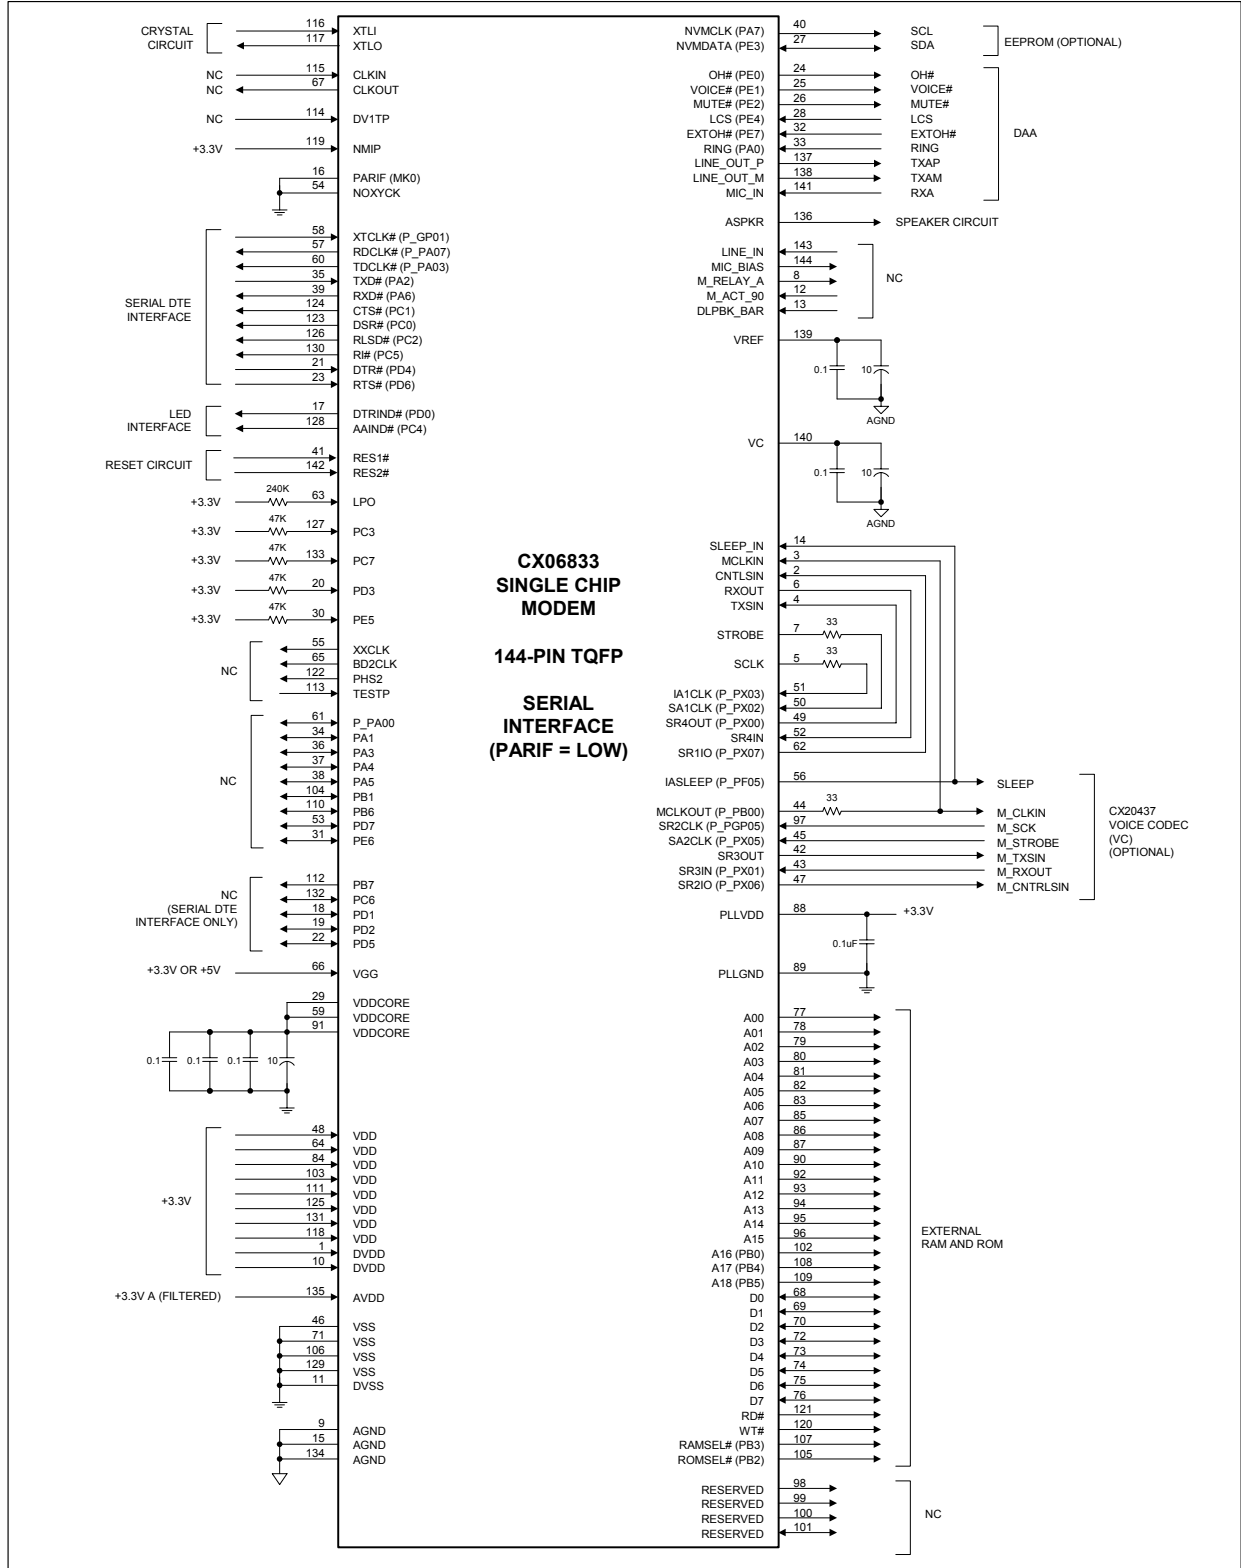 CRYSTAL
CIRCUIT
116 XTLI
117 XTLO
NC 115 CLKIN
NC 67 CLKOUT
NC 114 DV1TP
+3.3V 119 NMIP
16 PARIF (MK0)
54 NOXYCK
SERIAL DTE
INTERFACE
58 XTCLK# (P_GP01)
57 RDCLK# (P_PA07)
60 TDCLK# (P_PA03)
35 TXD# (PA2)
39 RXD# (PA6)
124 CTS# (PC1)
123 DSR# (PC0)
126 RLSD# (PC2)
130 RI# (PC5)
21 DTR# (PD4)
23 RTS# (PD6)
LED
INTERFACE
17 DTRIND# (PD0)
128 AAIND# (PC4)
RESET CIRCUIT
41 RES1#
142 RES2#
+3.3V 240K 63 LPO
+3.3V 47K 127 PC3
+3.3V 47K 133 PC7
+3.3V 47K 20 PD3
+3.3V 47K 30 PE5
NC
55 XXCLK
65 BD2CLK
122 PHS2
113 TESTP
NC
61 P_PA00
34 PA1
36 PA3
37 PA4
38 PA5
104 PB1
110 PB6
53 PD7
31 PE6
NC
(SERIAL DTE
INTERFACE ONLY)
112 PB7
132 PC6
18 PD1
19 PD2
22 PD5
+3.3V OR +5V 66 VGG
29 VDDCORE
59 VDDCORE
91 VDDCORE
0.1 0.1 0.1 10
+3.3V
48 VDD
64 VDD
84 VDD
103 VDD
111 VDD
125 VDD
131 VDD
118 VDD
1 DVDD
10 DVDD
+3.3V A (FILTERED) 135 AVDD
46 VSS
71 VSS
106 VSS
129 VSS
11 DVSS
9 AGND
15 AGND
134 AGND
CX06833
SINGLE CHIP
MODEM
144-PIN TQFP
SERIAL
INTERFACE
(PARIF = LOW)
NVMCLK (PA7) 40 SCL
NVMDATA (PE3) 27 SDA
EEPROM (OPTIONAL)
OH# (PE0) 24 OH#
VOICE# (PE1) 25 VOICE#
MUTE# (PE2) 26 MUTE#
LCS (PE4) 28 LCS
EXTOH# (PE7) 32 EXTOH#
RING (PA0) 33 RING
LINE_OUT_P 137 TXAP
LINE_OUT_M 138 TXAM
MIC_IN 141 RXA
DAA
ASPKR 136 SPEAKER CIRCUIT
LINE_IN 143
MIC_BIAS 144
M_RELAY_A 8
M_ACT_90 12
DLPBK_BAR 13
NC
VREF 139
0.1 10
AGND
VC 140
0.1 10
AGND
SLEEP_IN 14
MCLKIN 3
CNTLSIN 2
RXOUT 6
TXSIN 4
STROBE 7 33
SCLK 5 33
IA1CLK (P_PX03) 51
SA1CLK (P_PX02) 50
SR4OUT (P_PX00) 49
SR4IN 52
SR1IO (P_PX07) 62
IASLEEP (P_PF05) 56 SLEEP
MCLKOUT (P_PB00) 44 33 M_CLKIN
SR2CLK (P_PGP05) 97 M_SCK
SA2CLK (P_PX05) 45 M_STROBE
SR3OUT 42 M_TXSIN
SR3IN (P_PX01) 43 M_RXOUT
SR2IO (P_PX06) 47 M_CNTRLSIN
CX20437
VOICE CODEC
(VC)
(OPTIONAL)
PLLVDD 88 +3.3V
0.1uF
PLLGND 89
A00 77
A01 78
A02 79
A03 80
A04 81
A05 82
A06 83
A07 85
A08 86
A09 87
A10 90
A11 92
A12 93
A13 94
A14 95
A15 96
A16 (PB0) 102
A17 (PB4) 108
A18 (PB5) 109
D0 68
D1 69
D2 70
D3 72
D4 73
D5 74
D6 75
D7 76
RD# 121
WT# 120
RAMSEL# (PB3) 107
ROMSEL# (PB2) 105
EXTERNAL
RAM AND ROM
RESERVED 98
RESERVED 99
RESERVED 100
RESERVED 101
NC